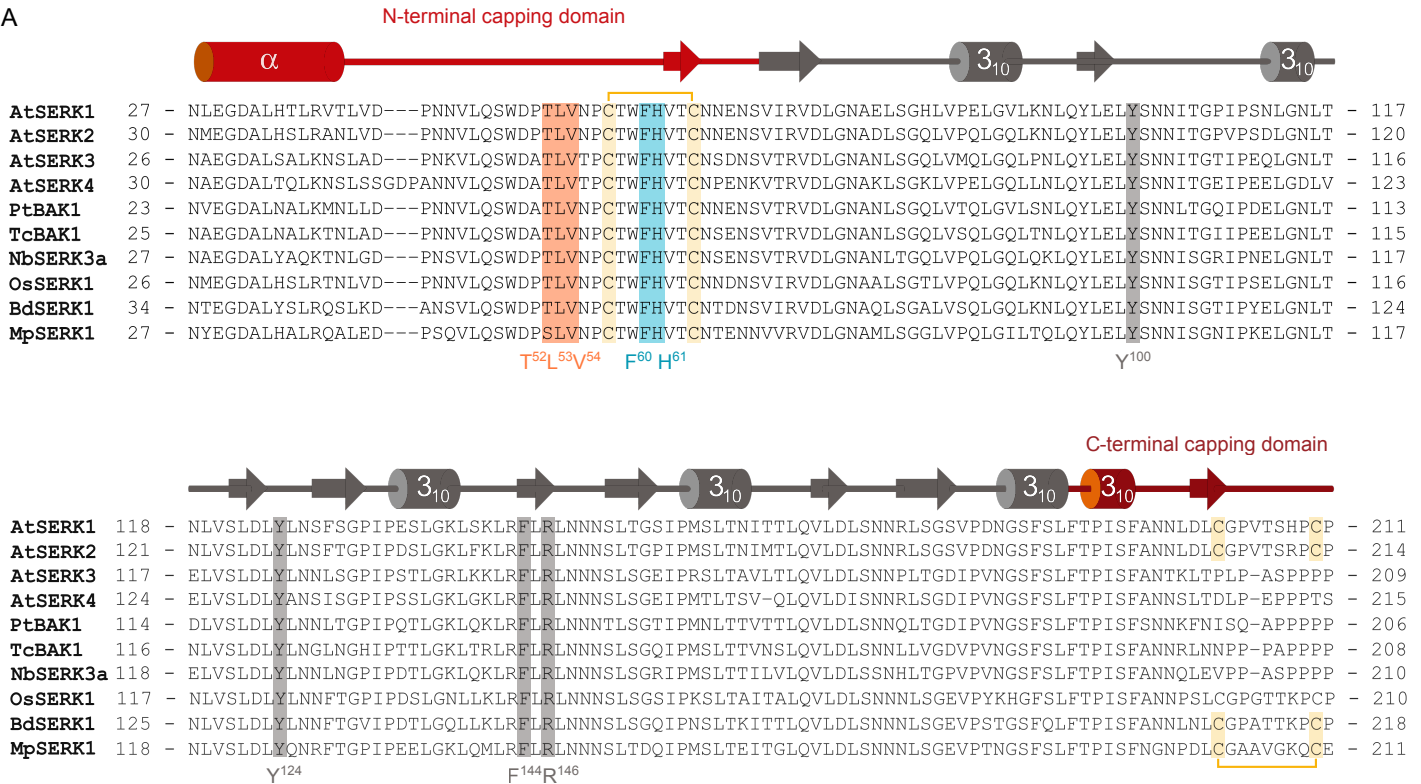 A
N-terminal capping domain
α 3₁₀ 3₁₀
AtSERK1 27 - NLEGDALHTLRVTLVD---PNNVLQSWDPTLVNPCTWFHVTCNNENSVIRVDLGNAELSGHLVPELGVLKNLQYLELYSNNITGPIPSNLGNLT - 117
AtSERK2 30 - NMEGDALHSLRANLVD---PNNVLQSWDPTLVNPCTWFHVTCNNENSVIRVDLGNADLSGQLVPQLGQLKNLQYLELYSNNITGPVPSDLGNLT - 120
AtSERK3 26 - NAEGDALSALKNSLAD---PNKVLQSWDATLVTPCTWFHVTCNSDNSVTRVDLGNANLSGQLVMQLGQLPNLQYLELYSNNITGTIPEQLGNLT - 116
AtSERK4 30 - NAEGDALTQLKNSLSSGDPANNVLQSWDATLVTPCTWFHVTCNPENKVTRVDLGNAKLSGKLVPELGQLLNLQYLELYSNNITGEIPEELGDLV - 123
PtBAK1 23 - NVEGDALNALKMNLLD---PNNVLQSWDATLVNPCTWFHVTCNSENSVTRVDLGNANLSGQLVTQLGVLSNLQYLELYSNNLTGQIPDELGNLT - 113
TcBAK1 25 - NAEGDALNALKTNLAD---PNNVLQSWDATLVNPCTWFHVTCNSENSVTRVDLGNANLSGQLVSQLGQLTNLQYLELYSNNITGIIPEELGNLT - 115
NbSERK3a 27 - NAEGDALYAQKTNLGD---PNSVLQSWDPTLVNPCTWFHVTCNSENSVTRVDLGNANLTGQLVPQLGQLQKLQYLELYSNNISGRIPNELGNLT - 117
OsSERK1 26 - NMEGDALHSLRTNLVD---PNNVLQSWDPTLVNPCTWFHVTCNNDNSVIRVDLGNAALSGTLVPQLGQLKNLQYLELYSNNISGTIPSELGNLT - 116
BdSERK1 34 - NTEGDALYSLRQSLKD---ANSVLQSWDPTLVNPCTWFHVTCNTDNSVIRVDLGNAQLSGALVSQLGQLKNLQYLELYSNNISGTIPYELGNLT - 124
MpSERK1 27 - NYEGDALHALRQALED---PSQVLQSWDPSLVNPCTWFHVTCNTENNVVRVDLGNAMLSGGLVPQLGILTQLQYLELYSNNISGNIPKELGNLT - 117
T⁵²L⁵³V⁵⁴ F⁶⁰ H⁶¹ Y¹⁰⁰
C-terminal capping domain
3₁₀ 3₁₀ 3₁₀ 3₁₀
AtSERK1 118 - NLVSLDLYLNSFSGPIPESLGKLSKLRFLRLNNNSLTGSIPMSLTNITTLQVLDLSNNRLSGSVPDNGSFSLFTPISFANNLDLCGPVTSHPCP - 211
AtSERK2 121 - NLVSLDLYLNSFTGPIPDSLGKLFKLRFLRLNNNSLTGPIPMSLTNIMTLQVLDLSNNRLSGSVPDNGSFSLFTPISFANNLDLCGPVTSRPCP - 214
AtSERK3 117 - ELVSLDLYLNNLSGPIPSTLGRLKKLRFLRLNNNSLSGEIPRSLTAVLTLQVLDLSNNPLTGDIPVNGSFSLFTPISFANTKLTPLP-ASPPPP - 209
AtSERK4 124 - ELVSLDLYANSISGPIPSSLGKLGKLRFLRLNNNSLSGEIPMTLTSV-QLQVLDISNNRLSGDIPVNGSFSLFTPISFANNSLTDLP-EPPPTS - 215
PtBAK1 114 - DLVSLDLYLNNLTGPIPQTLGKLQKLRFLRLNNNTLSGTIPMNLTTVTTLQVLDLSNNQLTGDIPVNGSFSLFTPISFANNKFNISQ-APPPPP - 206
TcBAK1 116 - NLVSLDLYLNGLNGHIPTTLGKLTRLRFLRLNNNSLSGQIPMSLTTVNSLQVLDLSNNLLVGDVPVNGSFSLFTPISFANNRLNNPP-PAPPPP - 208
NbSERK3a 118 - ELVSLDLYLNNLNGPIPDTLGKLQKLRFLRLNNNSLSGRIPMSLTTILVLQVLDLSSNHLTGPVPVNGSFSLFTPISFANNQLEVPP-ASPPPP - 210
OsSERK1 117 - NLVSLDLYLNNFTGPIPDSLGNLLKLRFLRLNNNSLSGSIPKSLTAITALQVLDLSNNNLSGEVPYKHGFSLFTPISFANNPSLCGPGTTKPCP - 210
BdSERK1 125 - NLVSLDLYLNNFTGVIPDTLGQLLKLRFLRLNNNSLSGQIPNSLTKITTLQVLDLSNNNLSGEVPSTGSFQLFTPISFANNLNLCGPATTKPCP - 218
MpSERK1 118 - NLVSLDLYQNRFTGPIPEELGKLQMLRFLRLNNNSLTDQIPMSLTEITGLQVLDLSNNNLSGEVPTNGSFSLFTPISFNGNPDLCGAAVGKQCE - 211
Y¹²⁴ F¹⁴⁴R¹⁴⁶